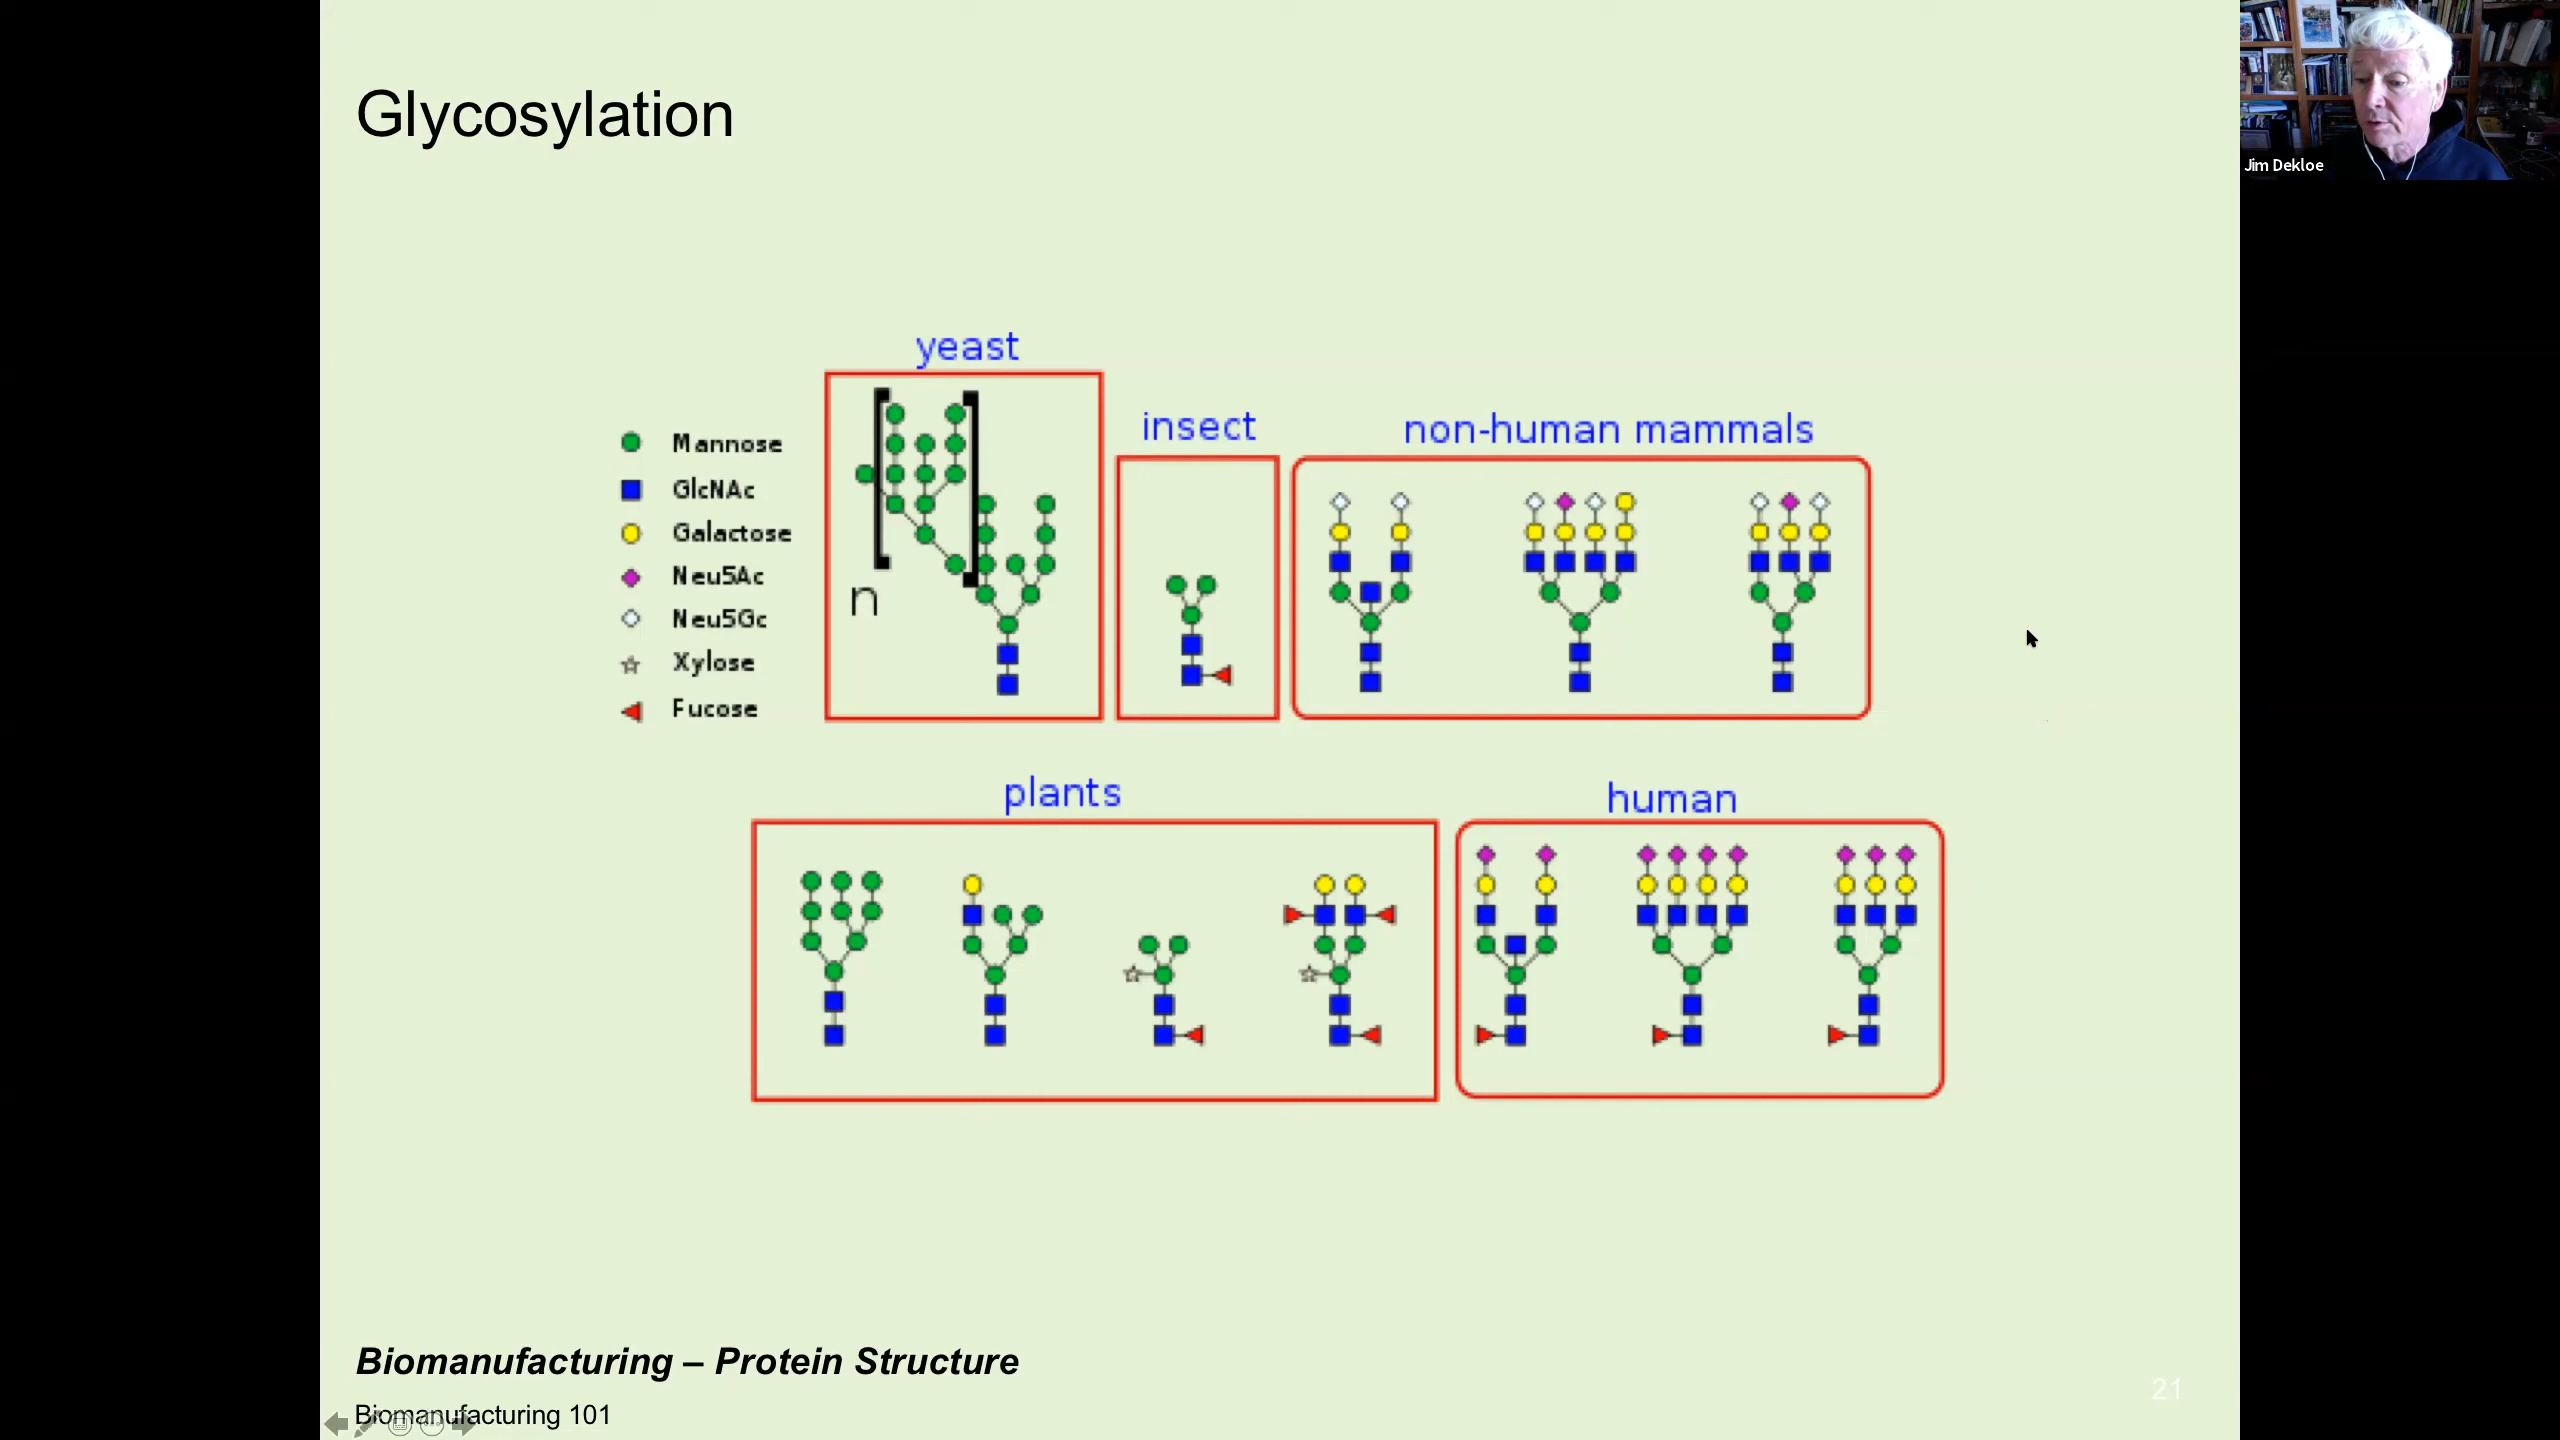 Glycosylation
Jim Dekloe
yeast
insect
non-human mammals
Mannose
GlcNAc
Galactose
Neu5Ac
Neu5Gc
Xylose
Fucose
n
plants
human
Biomanufacturing – Protein Structure
Biomanufacturing 101
21